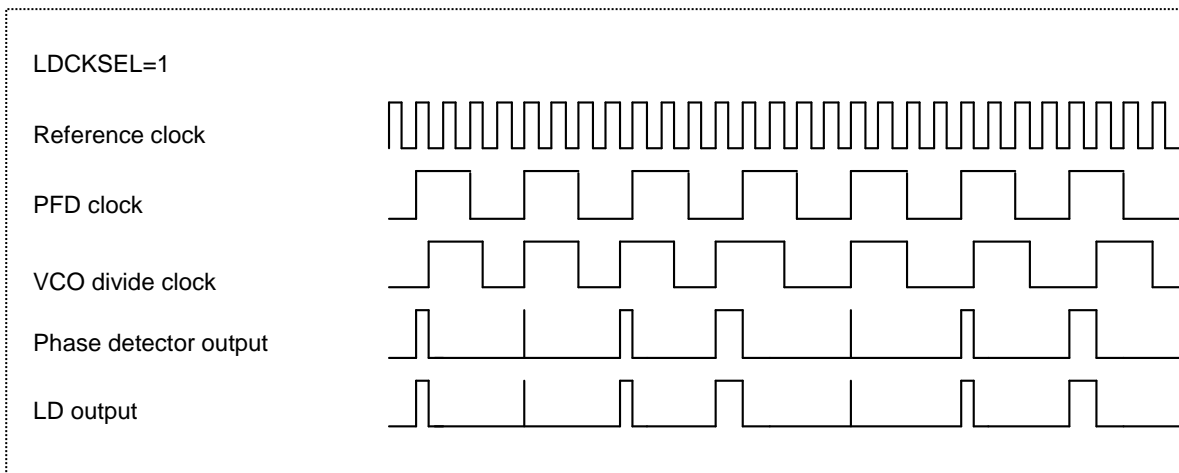 LDCKSEL=1
Reference clock
PFD clock
VCO divide clock
Phase detector output
LD output